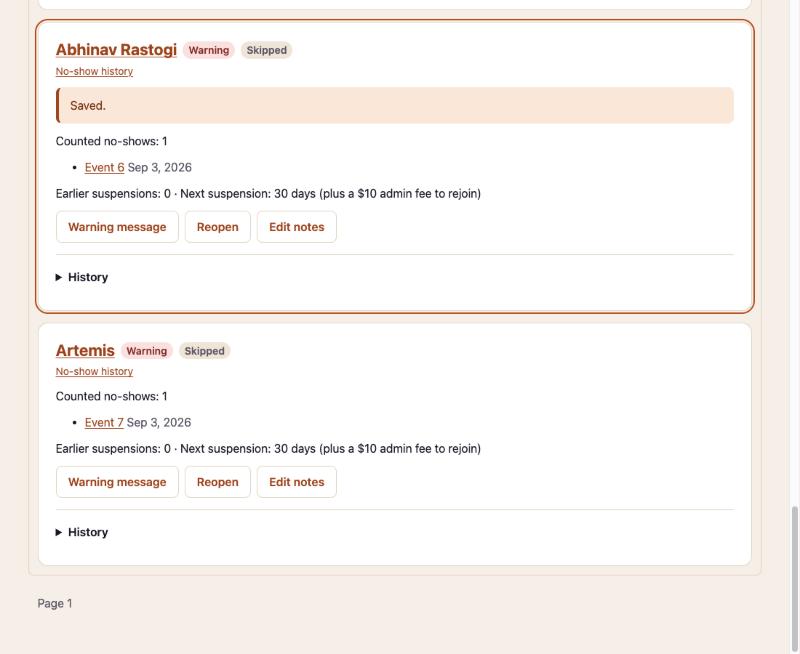 Abhinav Rastogi Warning Skipped
No-show history
Saved.
Counted no-shows: 1
• Event 6 Sep 3, 2026
Earlier suspensions: 0 · Next suspension: 30 days (plus a $10 admin fee to rejoin)
Warning message Reopen Edit notes
▶ History
Artemis Warning Skipped
No-show history
Counted no-shows: 1
• Event 7 Sep 3, 2026
Earlier suspensions: 0 · Next suspension: 30 days (plus a $10 admin fee to rejoin)
Warning message Reopen Edit notes
▶ History
Page 1